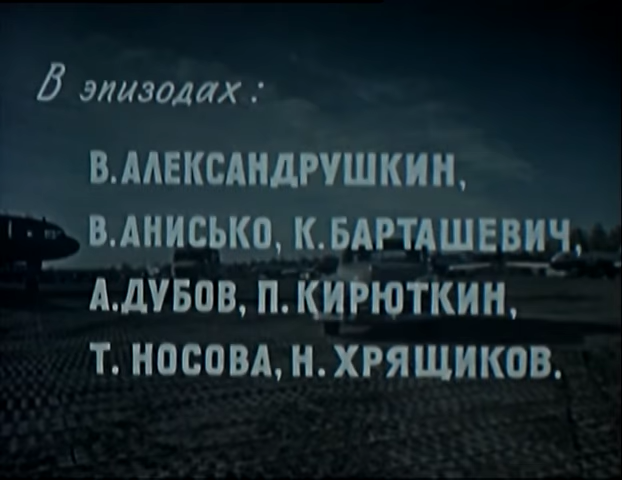 В эпизодах:
В. АЛЕКСАНДРУШКИН,
В. АНИСЬКО, К. БАРТАШЕВИЧ,
А. ДУБОВ, П. КИРЮТКИН,
Т. НОСОВА, Н. ХРЯЩИКОВ.